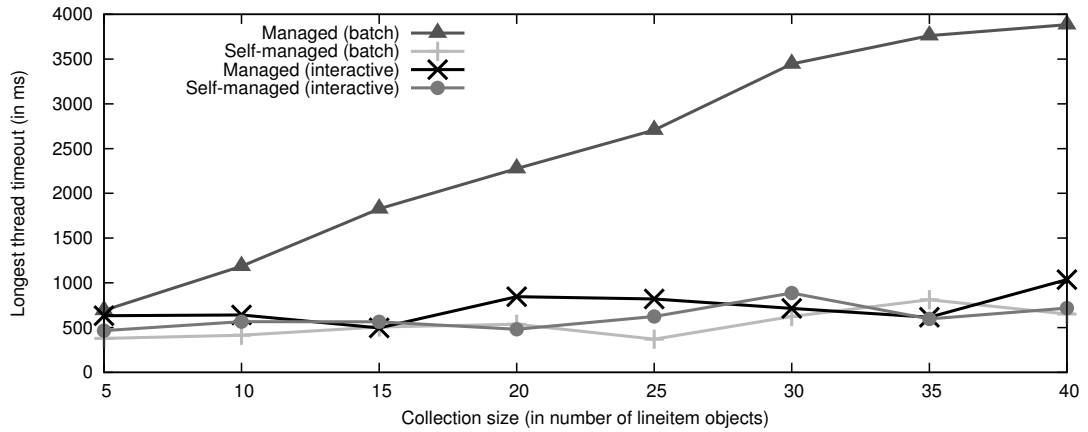 Longest thread timeout (in ms)
4000
3500
3000
2500
2000
1500
1000
500
0
Managed (batch)
Self-managed (batch)
Managed (interactive)
Self-managed (interactive)
5 10 15 20 25 30 35 40
Collection size (in number of lineitem objects)